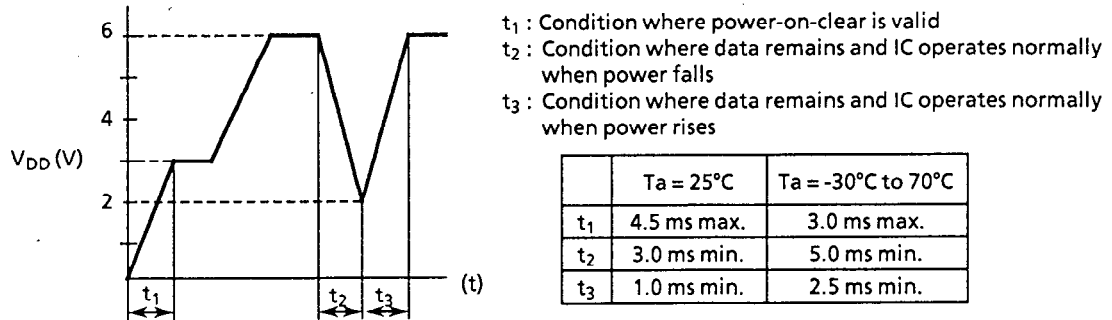 6
4
V_DD (V)
2
t₁
t₂
t₃
(t)
t₁ : Condition where power-on-clear is valid
t₂ : Condition where data remains and IC operates normally
when power falls
t₃ : Condition where data remains and IC operates normally
when power rises
Ta = 25°C Ta = -30°C to 70°C
t₁ 4.5 ms max. 3.0 ms max.
t₂ 3.0 ms min. 5.0 ms min.
t₃ 1.0 ms min. 2.5 ms min.